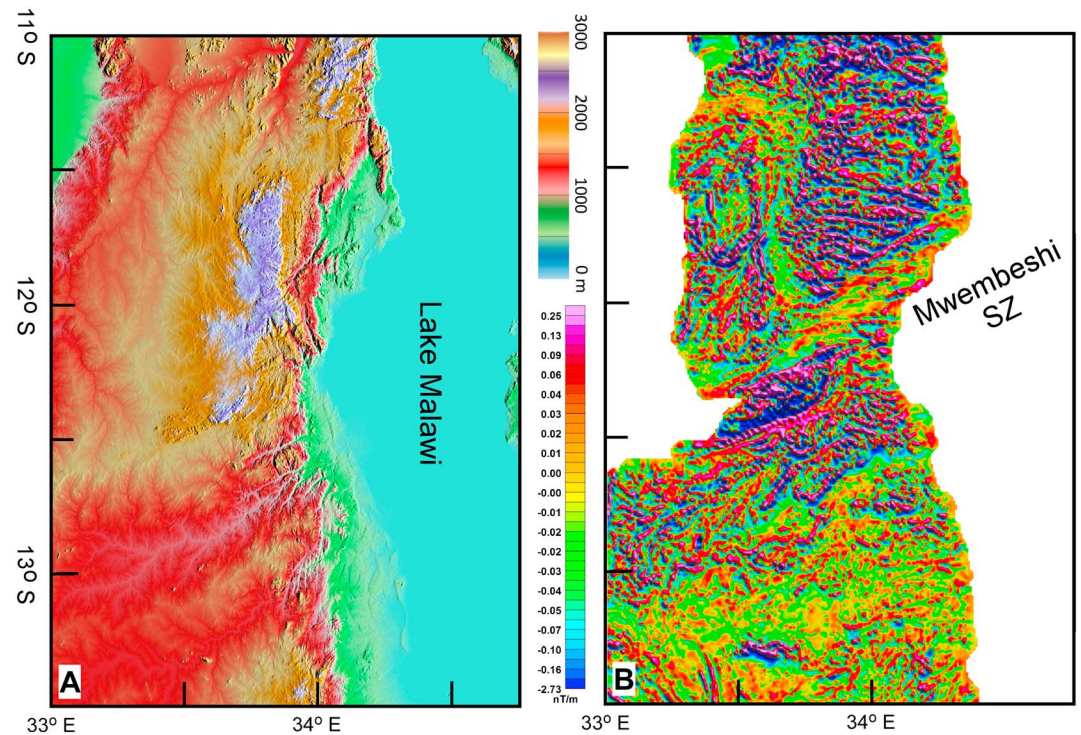 11° S
12° S
13° S
33° E
34° E
A
Lake Malawi
3000
2000
1000
0 m
0.25
0.13
0.09
0.06
0.04
0.03
0.02
0.01
0.00
-0.00
-0.01
-0.02
-0.02
-0.03
-0.04
-0.05
-0.07
-0.10
-0.16
-2.73
nT/m
Mwembeshi
SZ
B
33° E
34° E